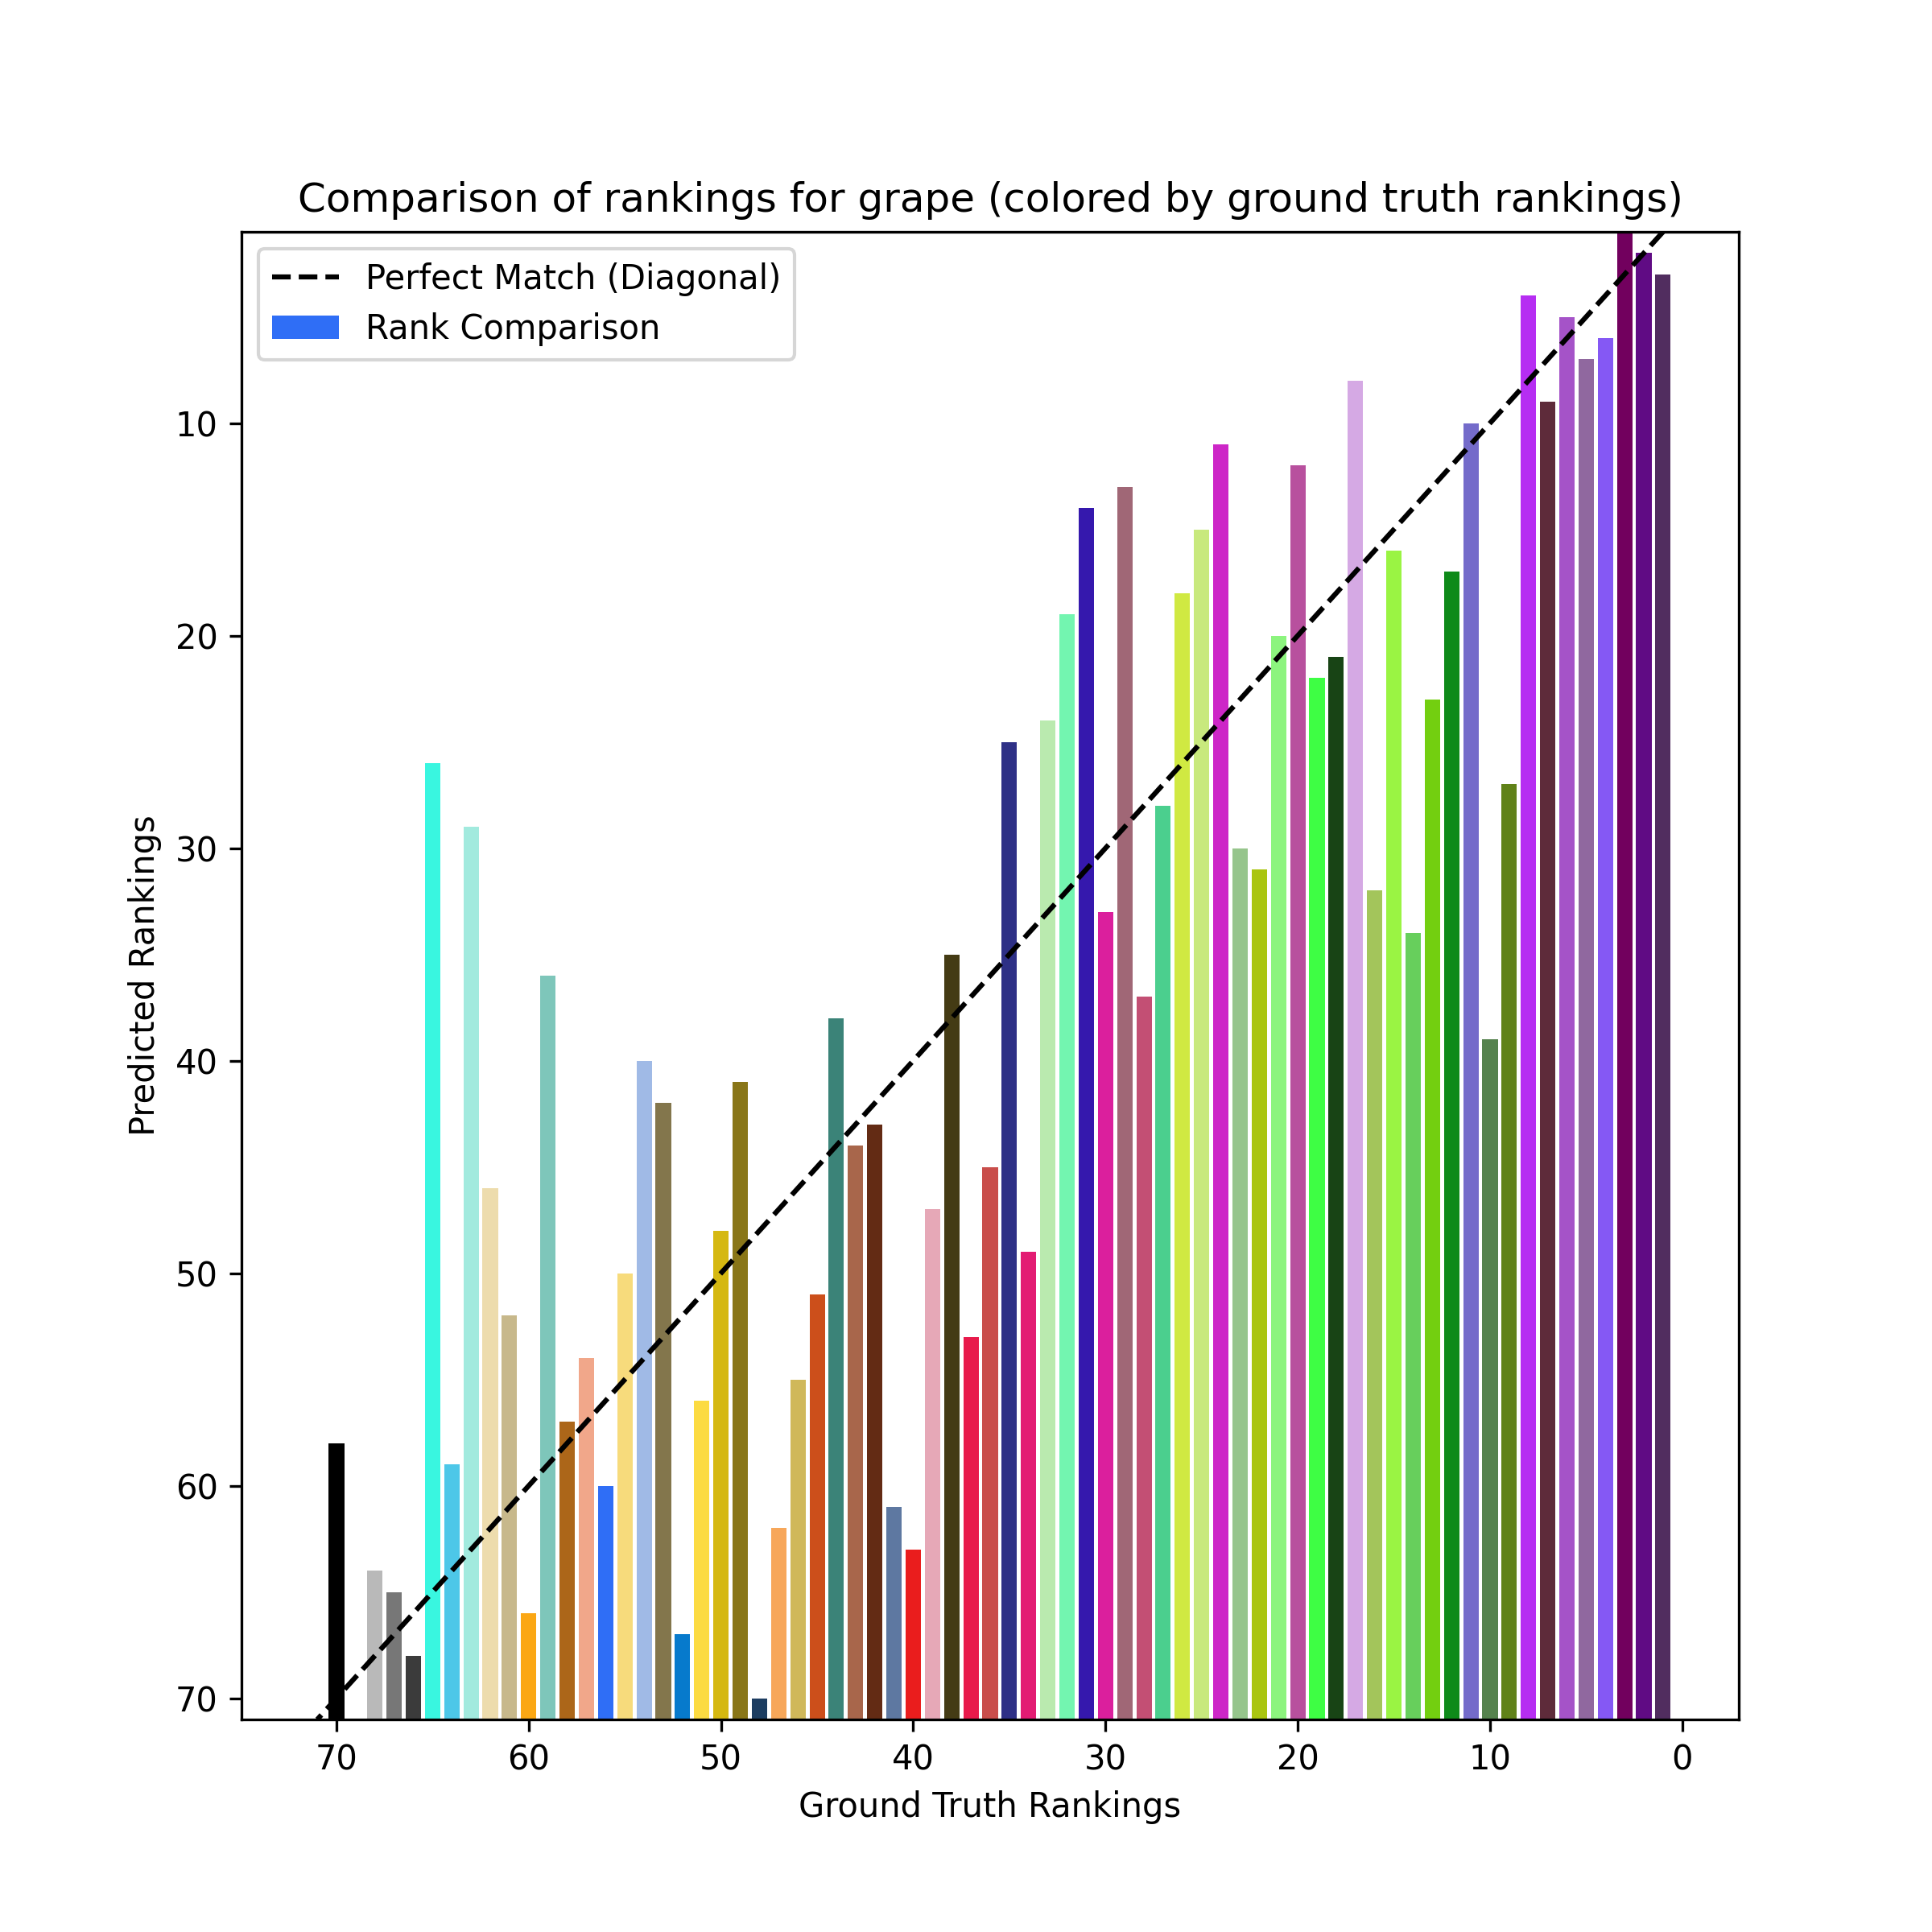 Comparison of rankings for grape (colored by ground truth rankings)
Perfect Match (Diagonal)
Rank Comparison
Predicted Rankings
10
20
30
40
50
60
70
70 60 50 40 30 20 10 0
Ground Truth Rankings